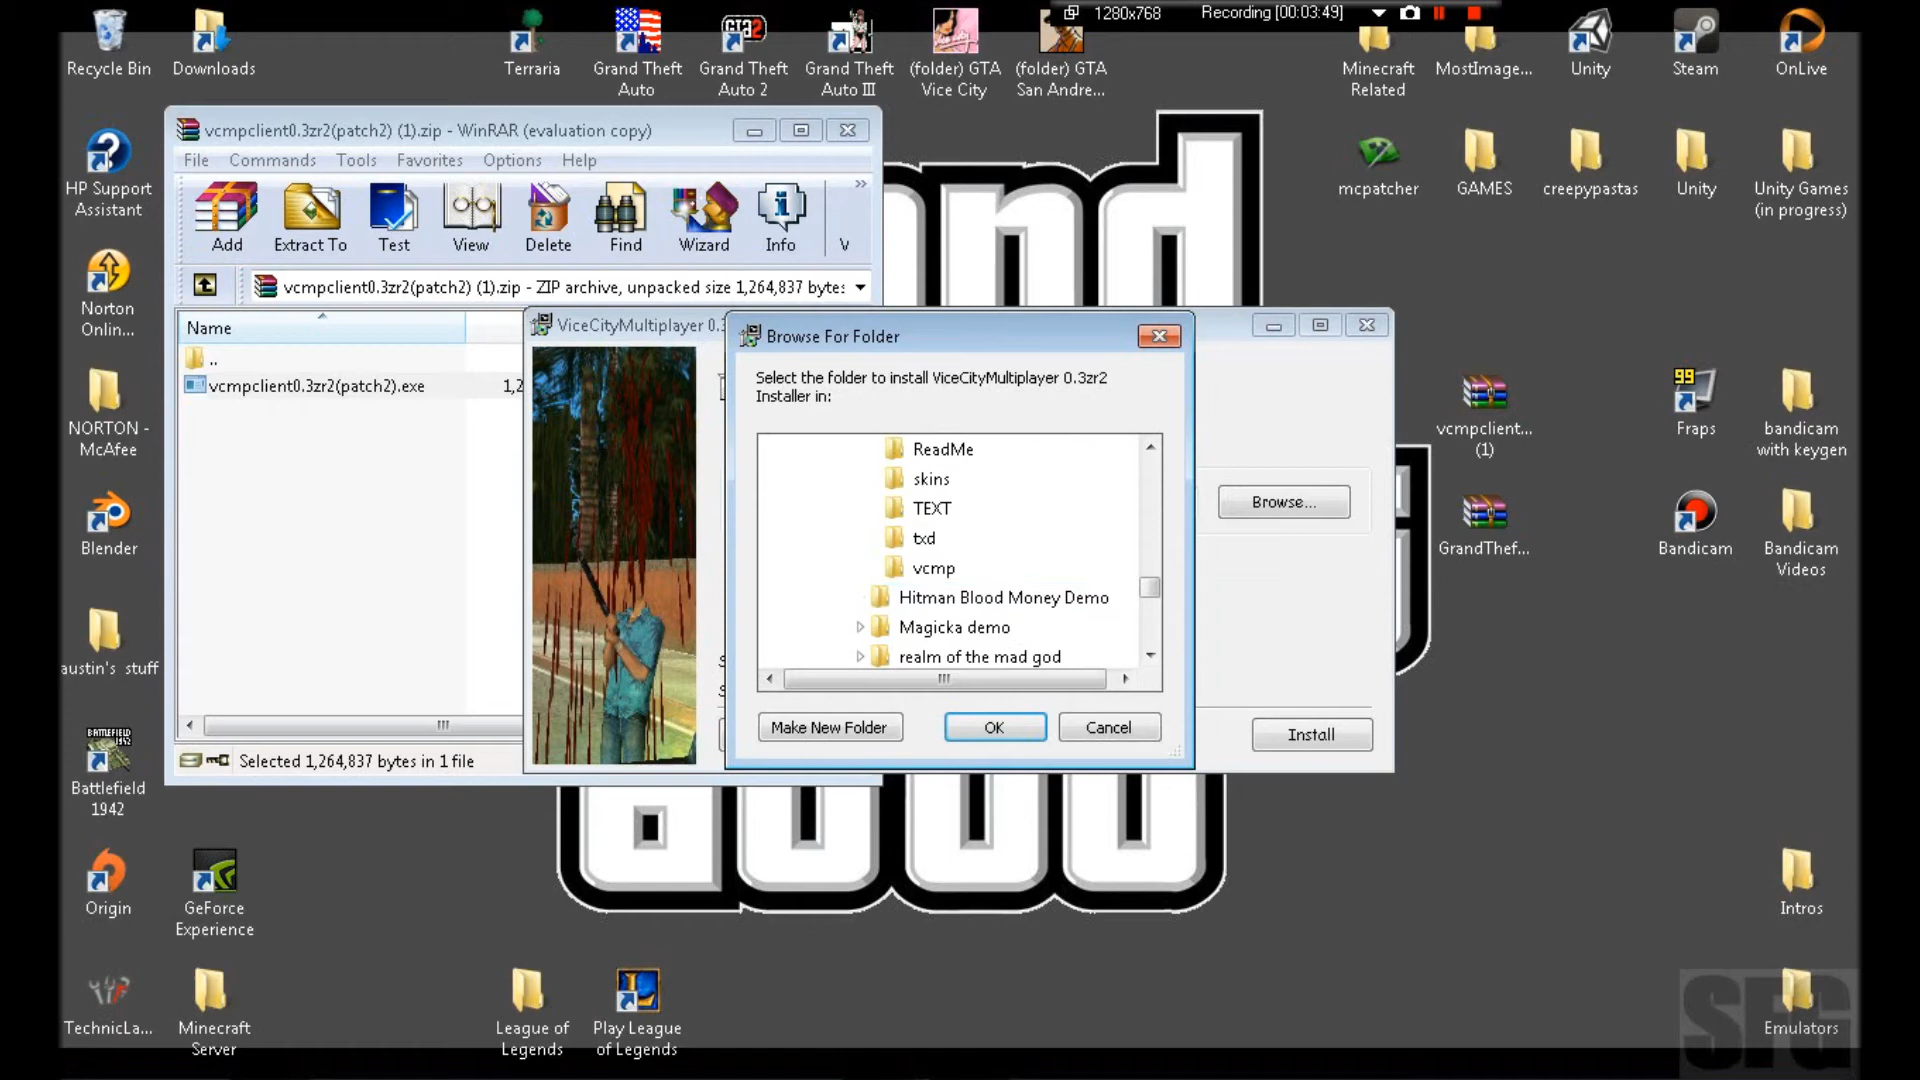 1280x768
Recording [00:03:49]
Recycle Bin
Downloads
Terraria
Grand Theft
Auto
Grand Theft
Auto 2
Grand Theft
Auto III
(folder) GTA
Vice City
(folder) GTA
San Andre...
Minecraft
Related
MostImage...
Unity
Steam
OnLive
vcmpclient0.3zr2(patch2) (1).zip - WinRAR (evaluation copy)
File
Commands
Tools
Favorites
Options
Help
Add
Extract To
Test
View
Delete
Find
Wizard
Info
V
vcmpclient0.3zr2(patch2) (1).zip - ZIP archive, unpacked size 1,264,837 bytes
Name
..
vcmpclient0.3zr2(patch2).exe
1,2
Selected 1,264,837 bytes in 1 file
ViceCityMultiplayer 0.3
Browse For Folder
Select the folder to install ViceCityMultiplayer 0.3zr2
Installer in:
ReadMe
skins
TEXT
txd
vcmp
Hitman Blood Money Demo
Magicka demo
realm of the mad god
Make New Folder
OK
Cancel
Browse...
Install
HP Support
Assistant
Norton
Onlin...
NORTON -
McAfee
Blender
austin's stuff
BATTLEFIELD
1942
Battlefield
1942
Origin
GeForce
Experience
TechnicLa...
Minecraft
Server
League of
Legends
Play League
of Legends
mcpatcher
GAMES
creepypastas
Unity
Unity Games
(in progress)
vcmpclient...
(1)
99
Fraps
bandicam
with keygen
GrandThef...
Bandicam
Bandicam
Videos
Intros
Emulators
SFG